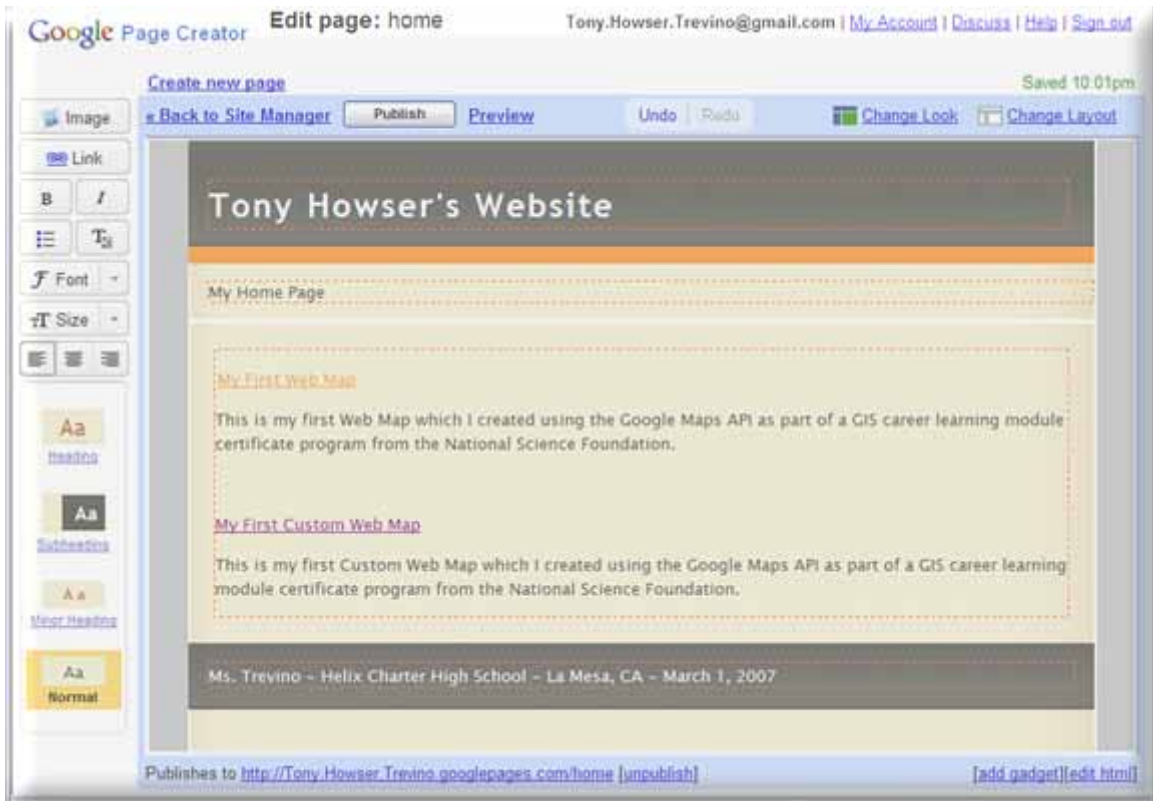 Google Page Creator
Edit page: home
Tony.Howser.Trevino@gmail.com | My Account | Discuss | Help | Sign out
Create new page
Saved 10:01pm
« Back to Site Manager
Publish
Preview
Undo
Redo
Change Look
Change Layout
Image
Link
B
I
Font
Size
Aa
Heading
Aa
Subheading
Aa
Minor Heading
Aa
Normal
Tony Howser's Website
My Home Page
My First Web Map
This is my first Web Map which I created using the Google Maps API as part of a GIS career learning module
certificate program from the National Science Foundation.
My First Custom Web Map
This is my first Custom Web Map which I created using the Google Maps API as part of a GIS career learning
module certificate program from the National Science Foundation.
Ms. Trevino – Helix Charter High School – La Mesa, CA – March 1, 2007
Publishes to http://Tony.Howser.Trevino.googlepages.com/home [unpublish]
[add gadget][edit html]